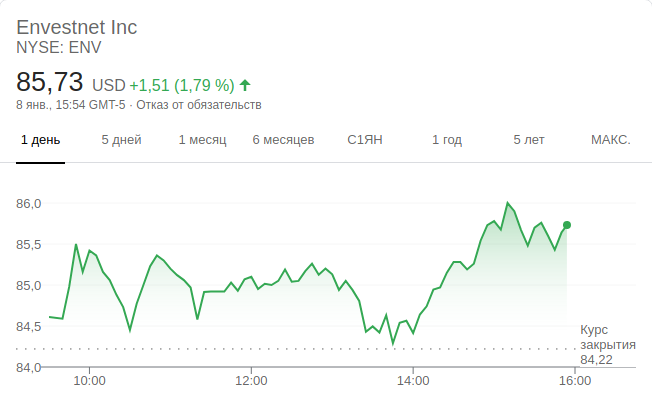 Envestnet Inc
NYSE: ENV
85,73 USD +1,51 (1,79 %)
8 янв., 15:54 GMT-5 · Отказ от обязательств
1 день 5 дней 1 месяц 6 месяцев С1ЯН 1 год 5 лет МАКС.
86,0
85,5
85,0
84,5
Курс
закрытия
84,22
84,0
10:00 12:00 14:00 16:00